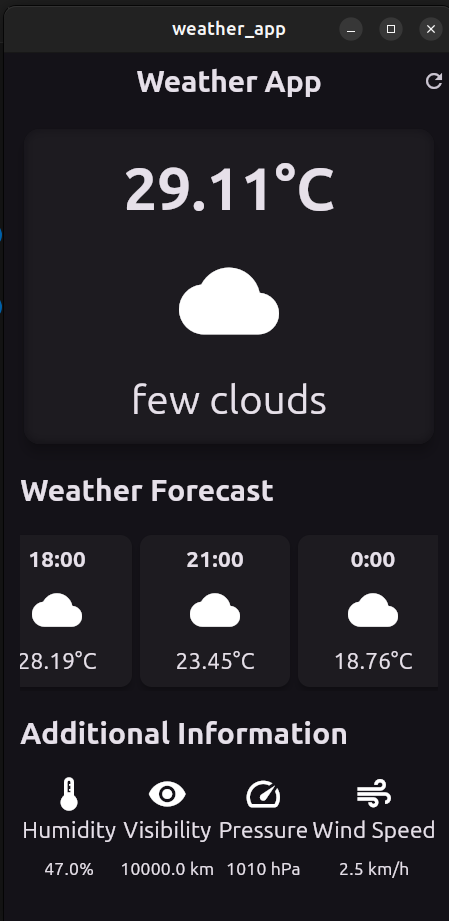 weather_app
Weather App
29.11°C
few clouds
Weather Forecast
18:00 21:00 0:00
28.19°C 23.45°C 18.76°C
Additional Information
Humidity Visibility Pressure Wind Speed
47.0% 10000.0 km 1010 hPa 2.5 km/h